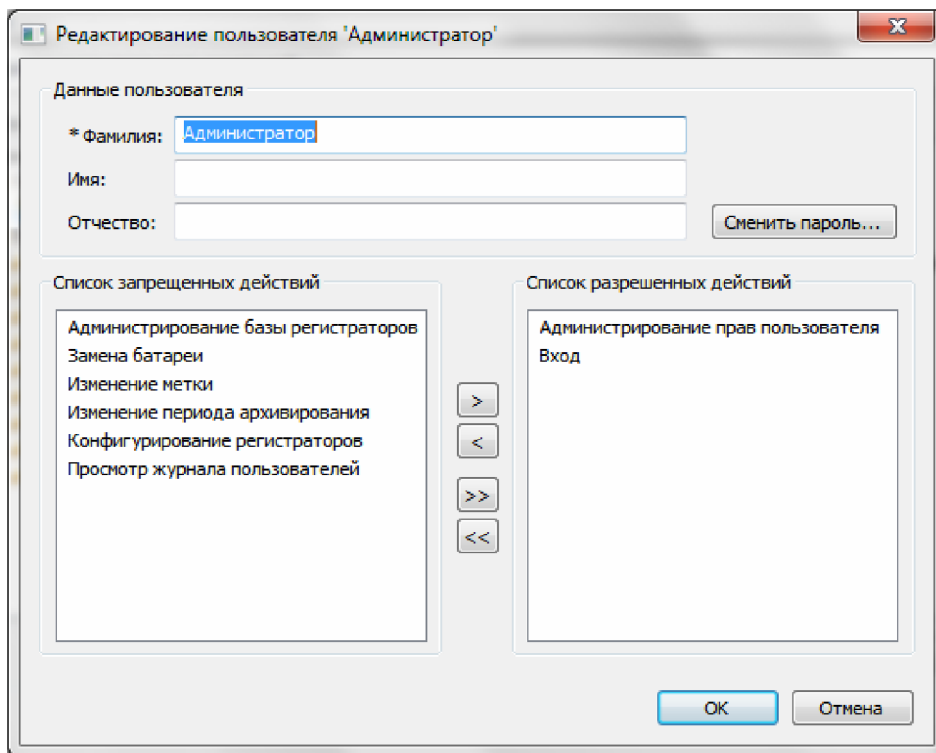 Редактирование пользователя 'Администратор'
Данные пользователя
* Фамилия: Администратор
Имя:
Отчество:
Сменить пароль...
Список запрещенных действий
Администрирование базы регистраторов
Замена батареи
Изменение метки
Изменение периода архивирования
Конфигурирование регистраторов
Просмотр журнала пользователей
>
<
>>
<<
Список разрешенных действий
Администрирование прав пользователя
Вход
OK
Отмена